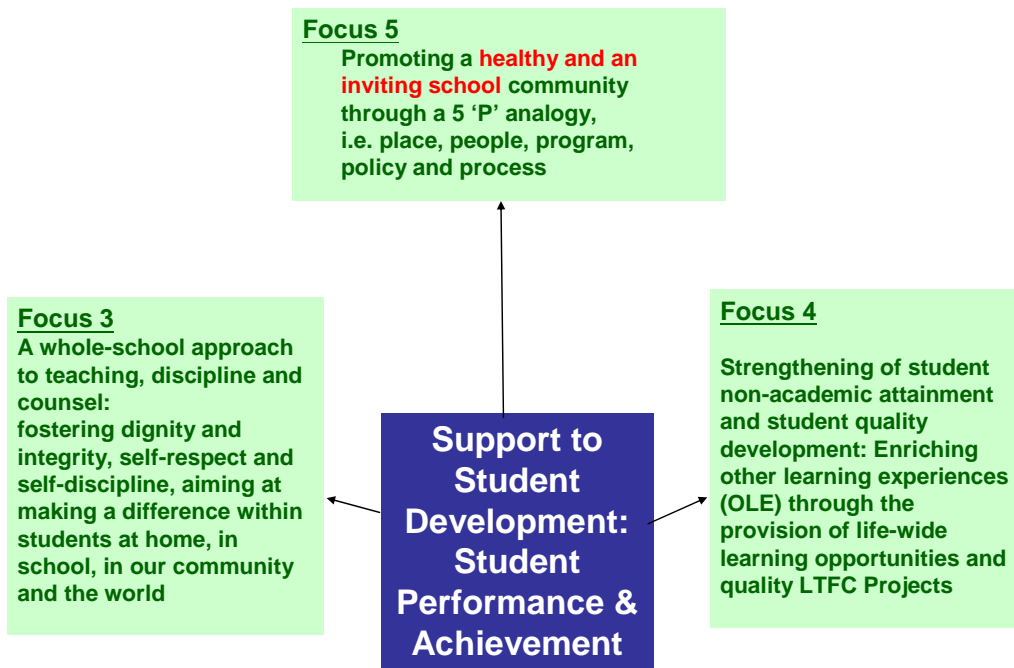 Focus 5
Promoting a healthy and an
inviting school community
through a 5 ‘P’ analogy,
i.e. place, people, program,
policy and process
Focus 3
A whole-school approach
to teaching, discipline and
counsel:
fostering dignity and
integrity, self-respect and
self-discipline, aiming at
making a difference within
students at home, in
school, in our community
and the world
Support to
Student
Development:
Student
Performance &
Achievement
Focus 4
Strengthening of student
non-academic attainment
and student quality
development: Enriching
other learning experiences
(OLE) through the
provision of life-wide
learning opportunities and
quality LTFC Projects